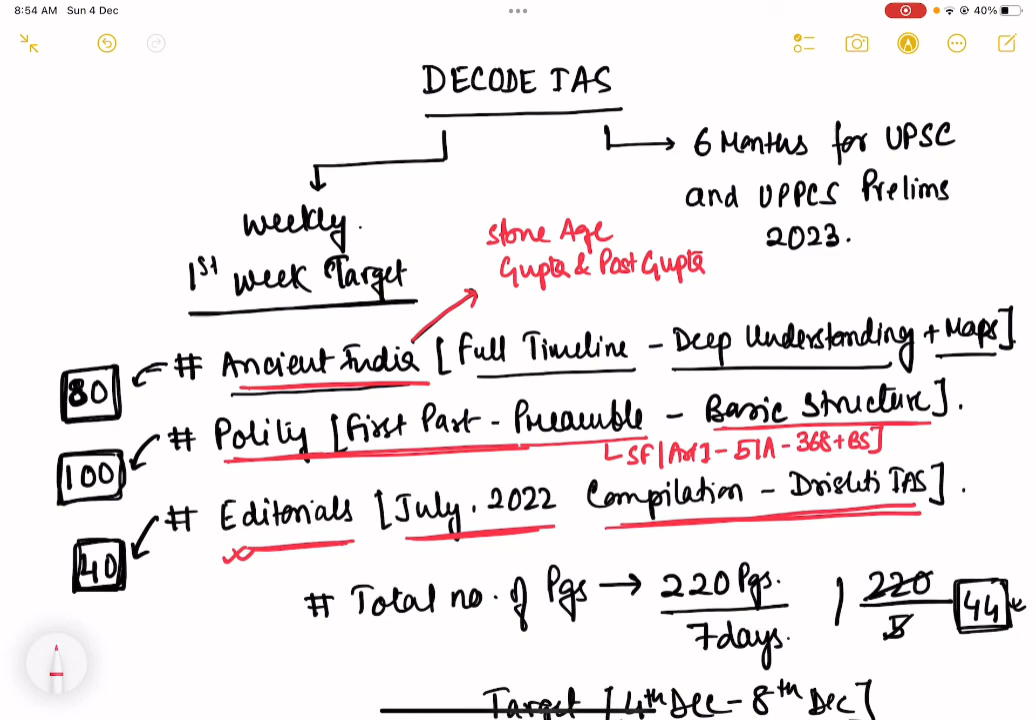 8:54 AM Sun 4 Dec
40%
DECODE IAS
6 Months for UPSC
and UPPCS Prelims
2023.
Weekly.
1st week Target
Stone Age
Gupta & Post Gupta
80 # Ancient India [Full Timeline - Deep Understanding + Maps].
100 # Polity [First Part - Preamble - Basic Structure].
SF [Art 1 - 51A - 368 + BS]
40 # Editorials [July. 2022 Compilation - Drishti IAS].
# Total no. of Pgs → 220 Pgs. / 7 days. | 220 / 5 44
Target [4th Dec - 8th Dec]